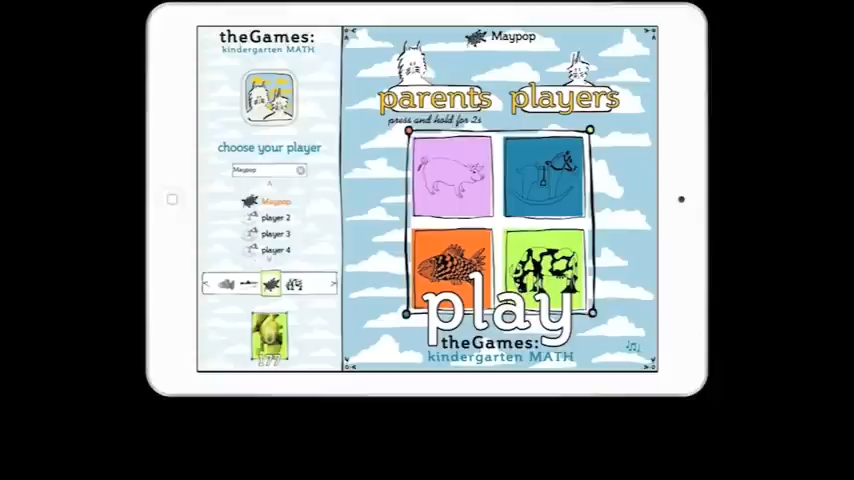 theGames:
kindergarten MATH
choose your player
Maypop
Maypop
player 2
player 3
player 4
177
Maypop
parents players
press and hold for 2s
play
theGames:
kindergarten MATH